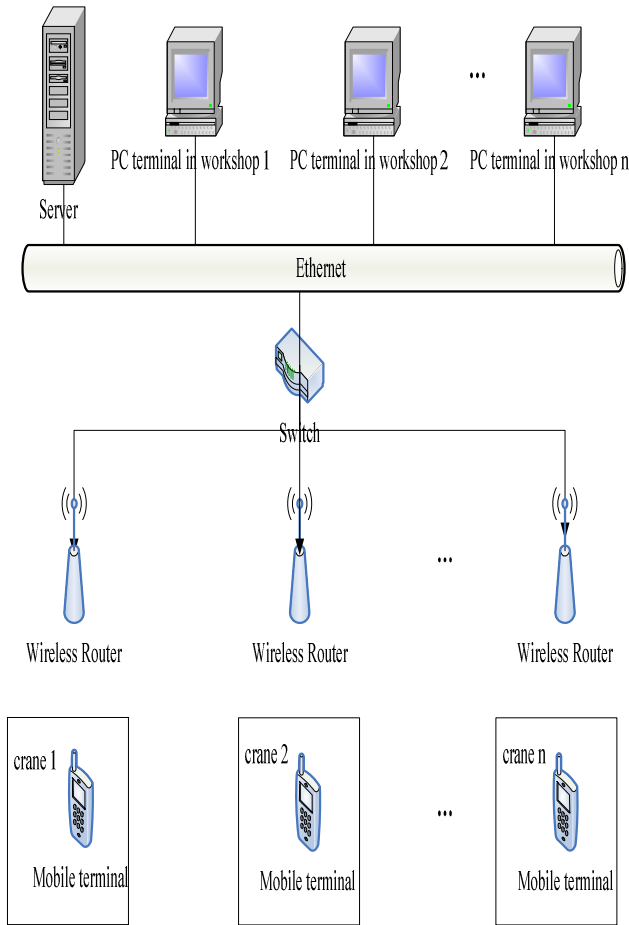 ...
PC terminal in workshop 1
PC terminal in workshop 2
PC terminal in workshop n
Server
Ethernet
Switch
...
Wireless Router
Wireless Router
Wireless Router
crane 1
crane 2
crane n
...
Mobile terminal
Mobile terminal
Mobile terminal